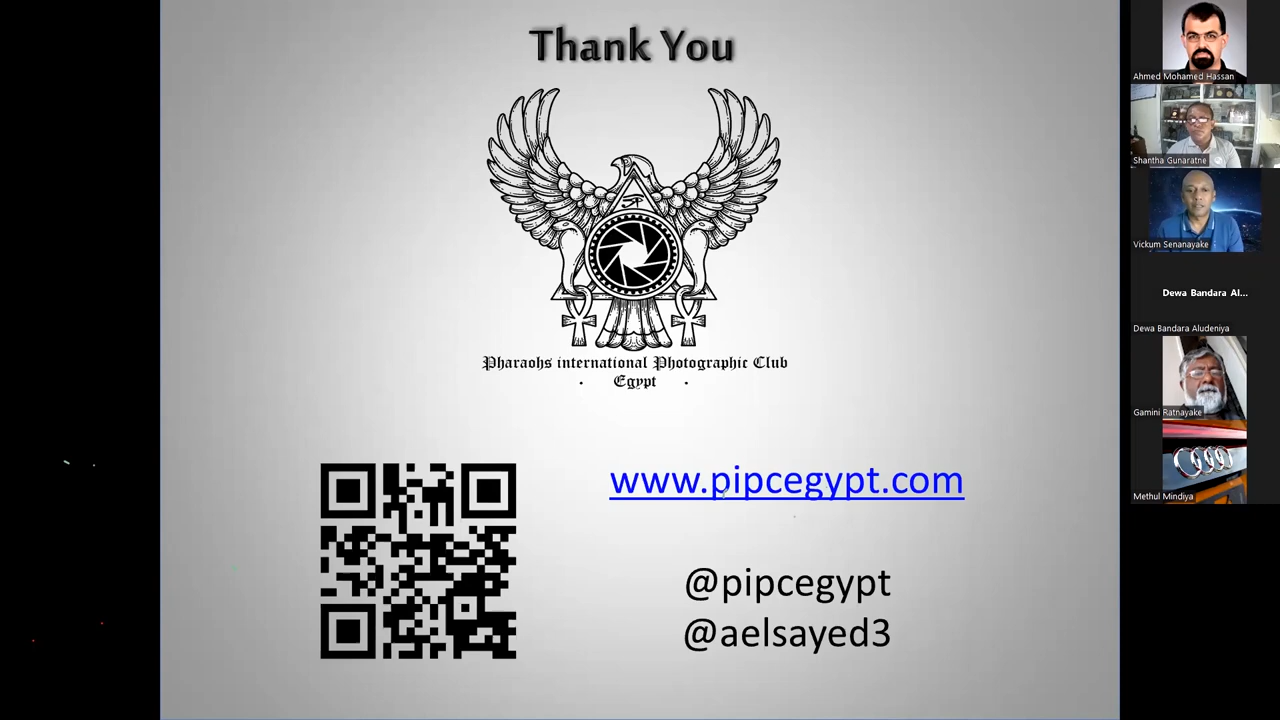 Thank You
Pharaohs international Photographic Club
· Egypt ·
www.pipcegypt.com
@pipcegypt
@aelsayed3
Ahmed Mohamed Hassan
Shantha Gunaratne
Vickum Senanayake
Dewa Bandara Al...
Dewa Bandara Aludeniya
Gamini Ratnayake
Methul Mindiya